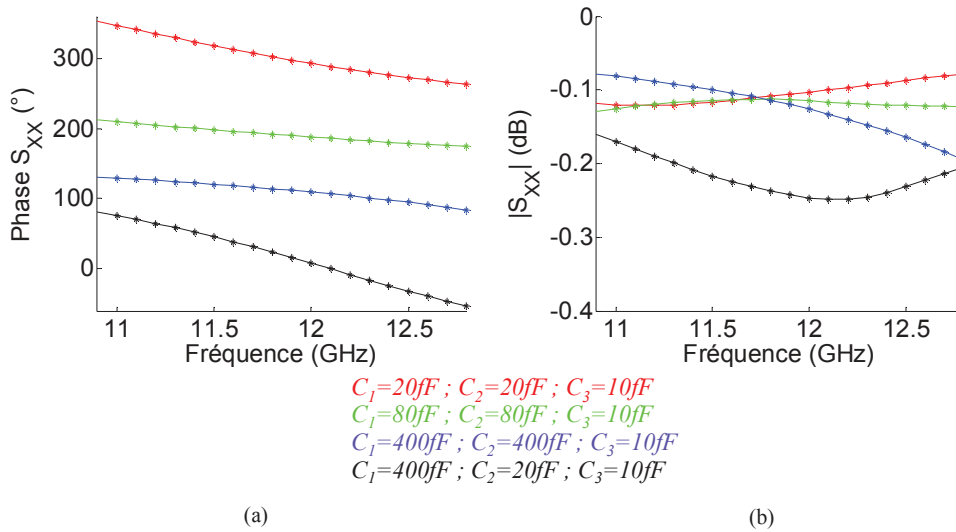 Phase S_XX (°)
300
200
100
0
11
11.5
12
12.5
Fréquence (GHz)
|S_XX| (dB)
0
-0.1
-0.2
-0.3
-0.4
11
11.5
12
12.5
Fréquence (GHz)
C_1=20fF ; C_2=20fF ; C_3=10fF
C_1=80fF ; C_2=80fF ; C_3=10fF
C_1=400fF ; C_2=400fF ; C_3=10fF
C_1=400fF ; C_2=20fF ; C_3=10fF
(a)
(b)